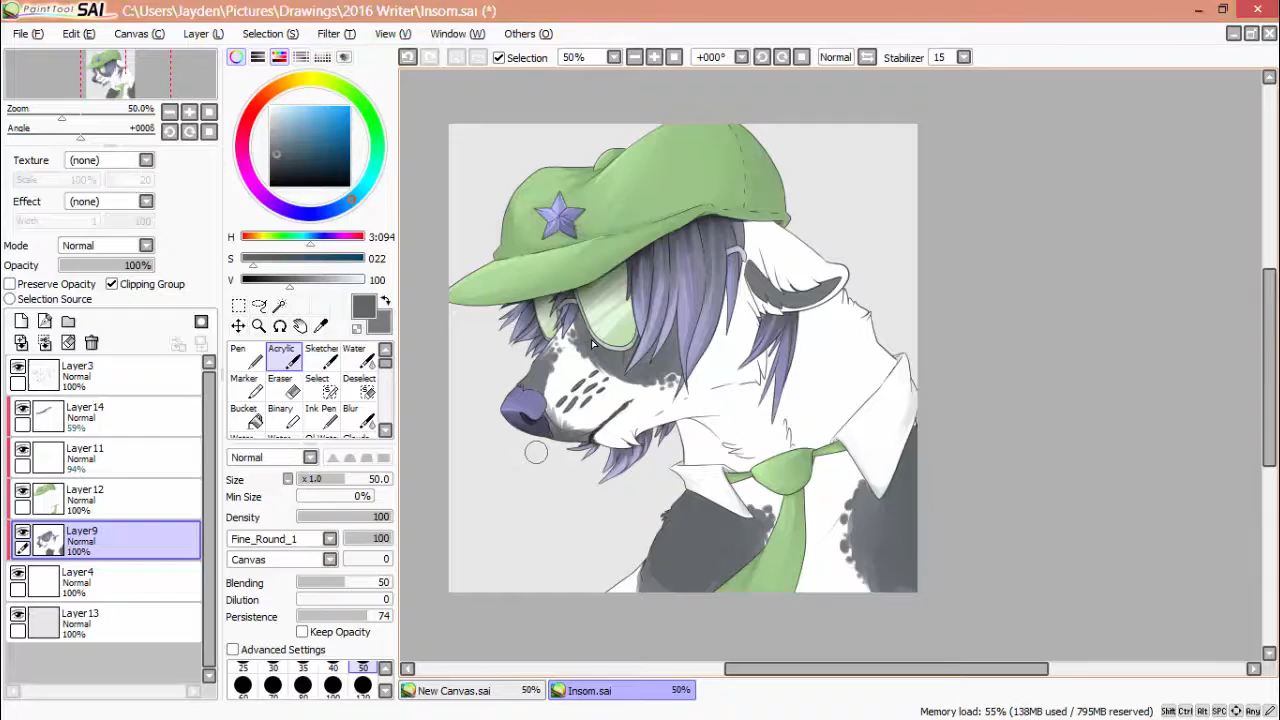 PaintTool SAI C:\Users\Jayden\Pictures\Drawings\2016 Writer\Insom.sai (*)
File (F) Edit (E) Canvas (C) Layer (L) Selection (S) Filter (T) View (V) Window (W) Others (O)
Selection 50% +000° Normal Stabilizer 15
Zoom 50.0%
Angle
Texture (none)
Scale 100% 20
Effect (none)
Width 1 100
Mode Normal
Opacity 100%
Preserve Opacity Clipping Group
Selection Source
Layer3
Normal
100%
Layer14
Normal
59%
Layer11
Normal
94%
Layer12
Normal
100%
Layer9
Normal
100%
Layer4
Normal
100%
Layer13
Normal
100%
H 3:094
S 022
V 100
Pen Acrylic Sketcher Water
Marker Eraser Select Deselect
Bucket Binary Ink Pen Blur
Normal
Size x 1.0 50.0
Min Size 0%
Density 100
Fine_Round_1 100
Canvas 0
Blending 50
Dilution 0
Persistence 74
Keep Opacity
Advanced Settings
25 30 35 40 50
New Canvas.sai 50% Insom.sai 50%
Memory load: 55% (138MB used / 795MB reserved) Shift Ctrl Alt SPC Any